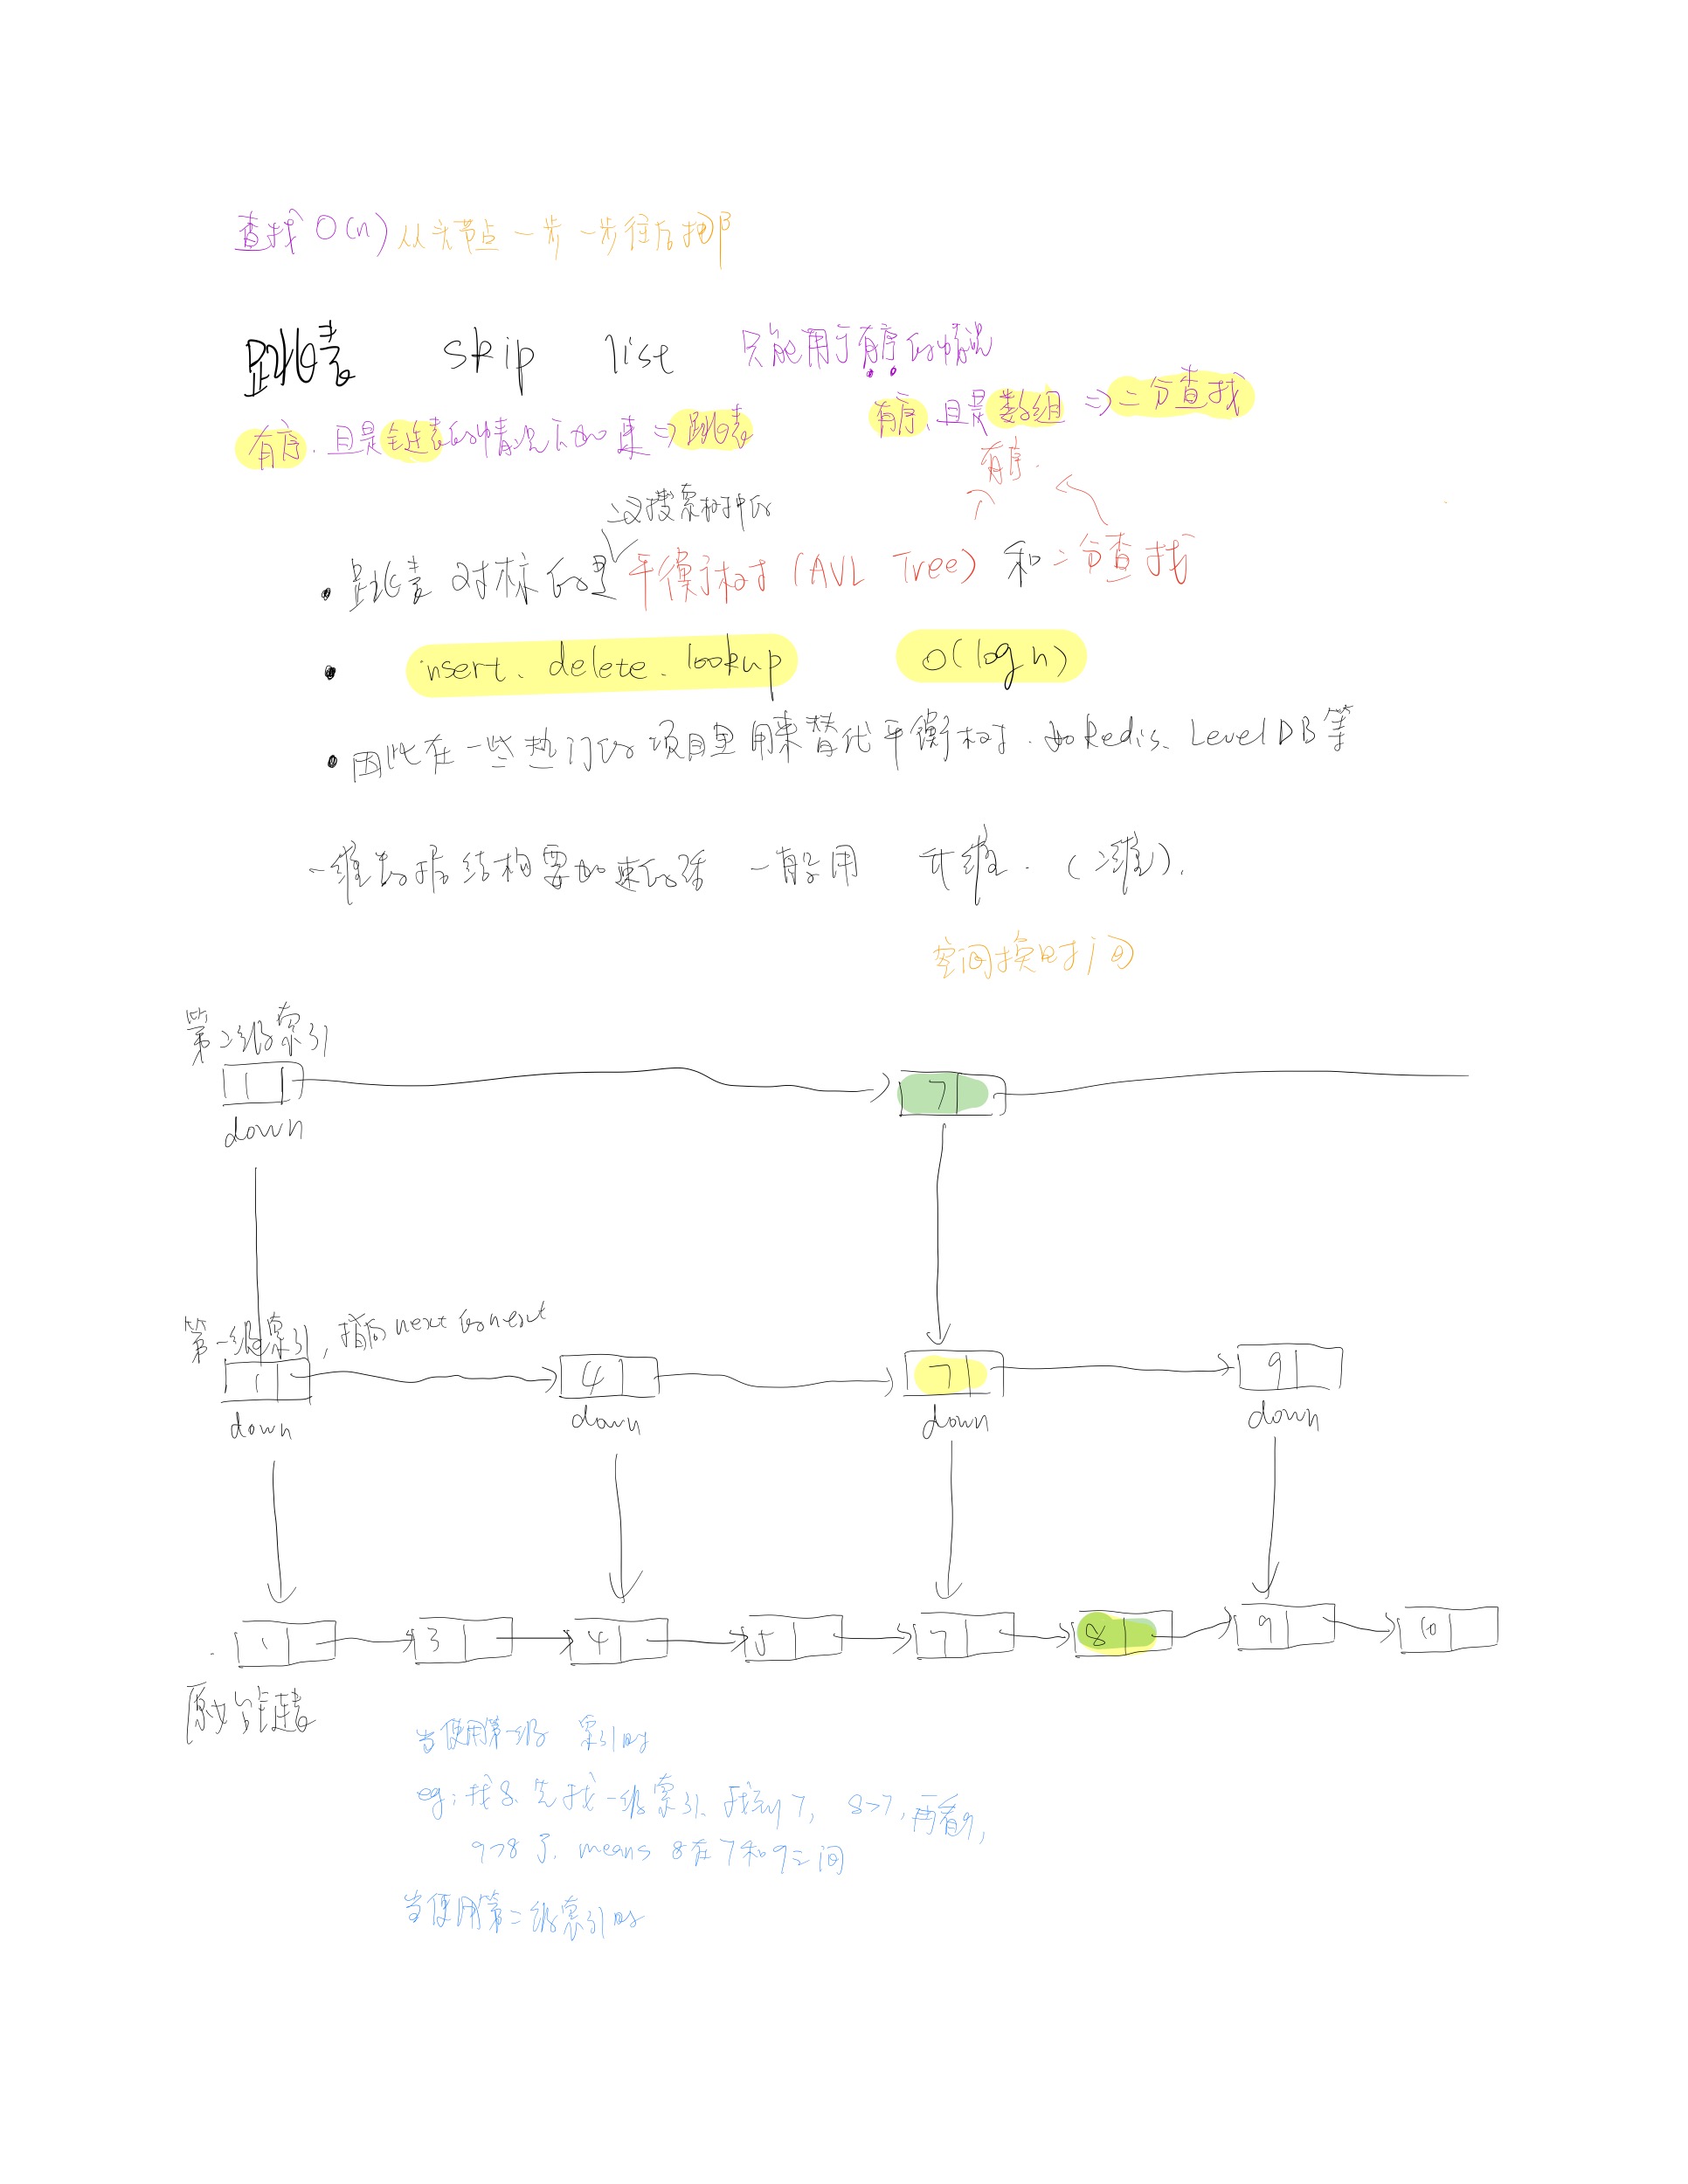 查找 O(n) 从头节点一步一步往后挪
跳表 skip list 只能用于有序的情况
有序、且是链表的情况下加速 => 跳表
有序、且是数组 => 二分查找
有序.
二叉搜索树中的
• 跳表对标的是平衡树 (AVL Tree) 和二分查找
• insert、delete、lookup O(log n)
• 因此在一些热门的项目里用来替代平衡树. 如 Redis、LevelDB 等
一维数据结构要加速的话 一般用 升维. (二维).
空间换时间
第二级索引
1 7
down
第一级索引, 指向 next 的 next
1 4 7 9
down down down down
1 3 4 5 7 8 9 10
原始链表
当使用第一级 索引时
eg: 找 8. 先找一级索引、找到 7, 8>7, 再看9,
9>8 了. means 8 在 7 和 9 之间
当使用第二级索引时